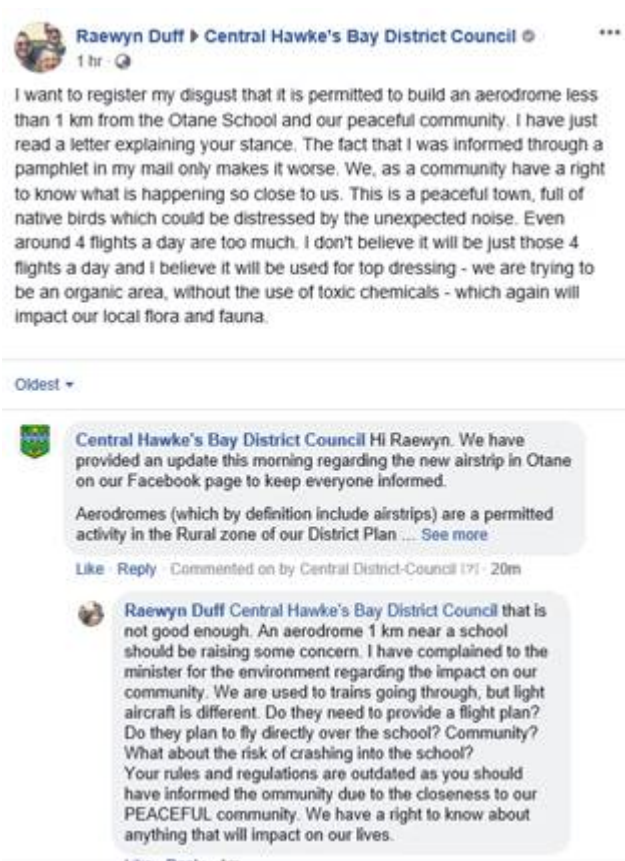 Raewyn Duff ▶ Central Hawke's Bay District Council
1 hr ·
I want to register my disgust that it is permitted to build an aerodrome less
than 1 km from the Otane School and our peaceful community. I have just
read a letter explaining your stance. The fact that I was informed through a
pamphlet in my mail only makes it worse. We, as a community have a right
to know what is happening so close to us. This is a peaceful town, full of
native birds which could be distressed by the unexpected noise. Even
around 4 flights a day are too much. I don't believe it will be just those 4
flights a day and I believe it will be used for top dressing - we are trying to
be an organic area, without the use of toxic chemicals - which again will
impact our local flora and fauna.
Oldest
Central Hawke's Bay District Council Hi Raewyn. We have
provided an update this morning regarding the new airstrip in Otane
on our Facebook page to keep everyone informed.
Aerodromes (which by definition include airstrips) are a permitted
activity in the Rural zone of our District Plan ... See more
Like · Reply · Commented on by Central District-Council [?] · 20m
Raewyn Duff Central Hawke's Bay District Council that is
not good enough. An aerodrome 1 km near a school
should be raising some concern. I have complained to the
minister for the environment regarding the impact on our
community. We are used to trains going through, but light
aircraft is different. Do they need to provide a flight plan?
Do they plan to fly directly over the school? Community?
What about the risk of crashing into the school?
Your rules and regulations are outdated as you should
have informed the ommunity due to the closeness to our
PEACEFUL community. We have a right to know about
anything that will impact on our lives.